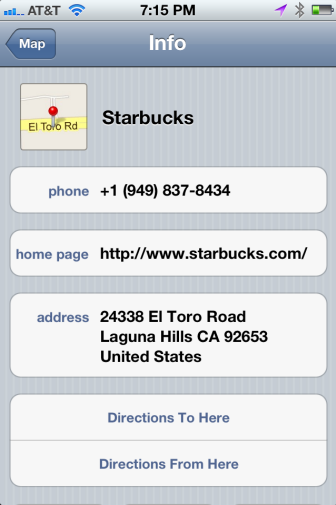 AT&T 7:15 PM
Map Info
El Toro Rd
Starbucks
phone +1 (949) 837-8434
home page http://www.starbucks.com/
address 24338 El Toro Road
Laguna Hills CA 92653
United States
Directions To Here
Directions From Here